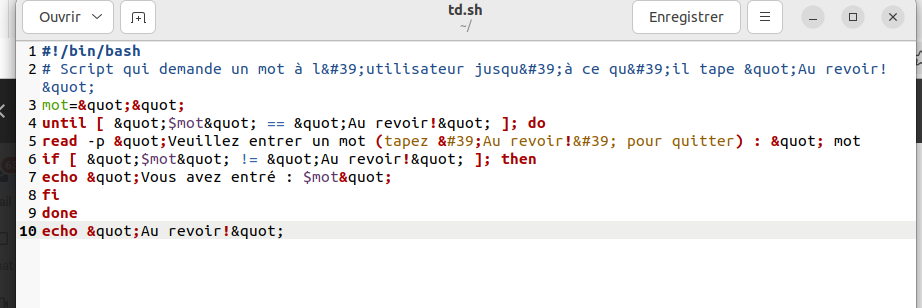 Ouvrir
td.sh
~/
Enregistrer
1 #!/bin/bash
2 # Script qui demande un mot à l&#39;utilisateur jusqu&#39;à ce qu&#39;il tape &quot;Au revoir!
&quot;
3 mot=&quot;&quot;
4 until [ &quot;$mot&quot; == &quot;Au revoir!&quot; ]; do
5 read -p &quot;Veuillez entrer un mot (tapez &#39;Au revoir!&#39; pour quitter) : &quot; mot
6 if [ &quot;$mot&quot; != &quot;Au revoir!&quot; ]; then
7 echo &quot;Vous avez entré : $mot&quot;
8 fi
9 done
10 echo &quot;Au revoir!&quot;